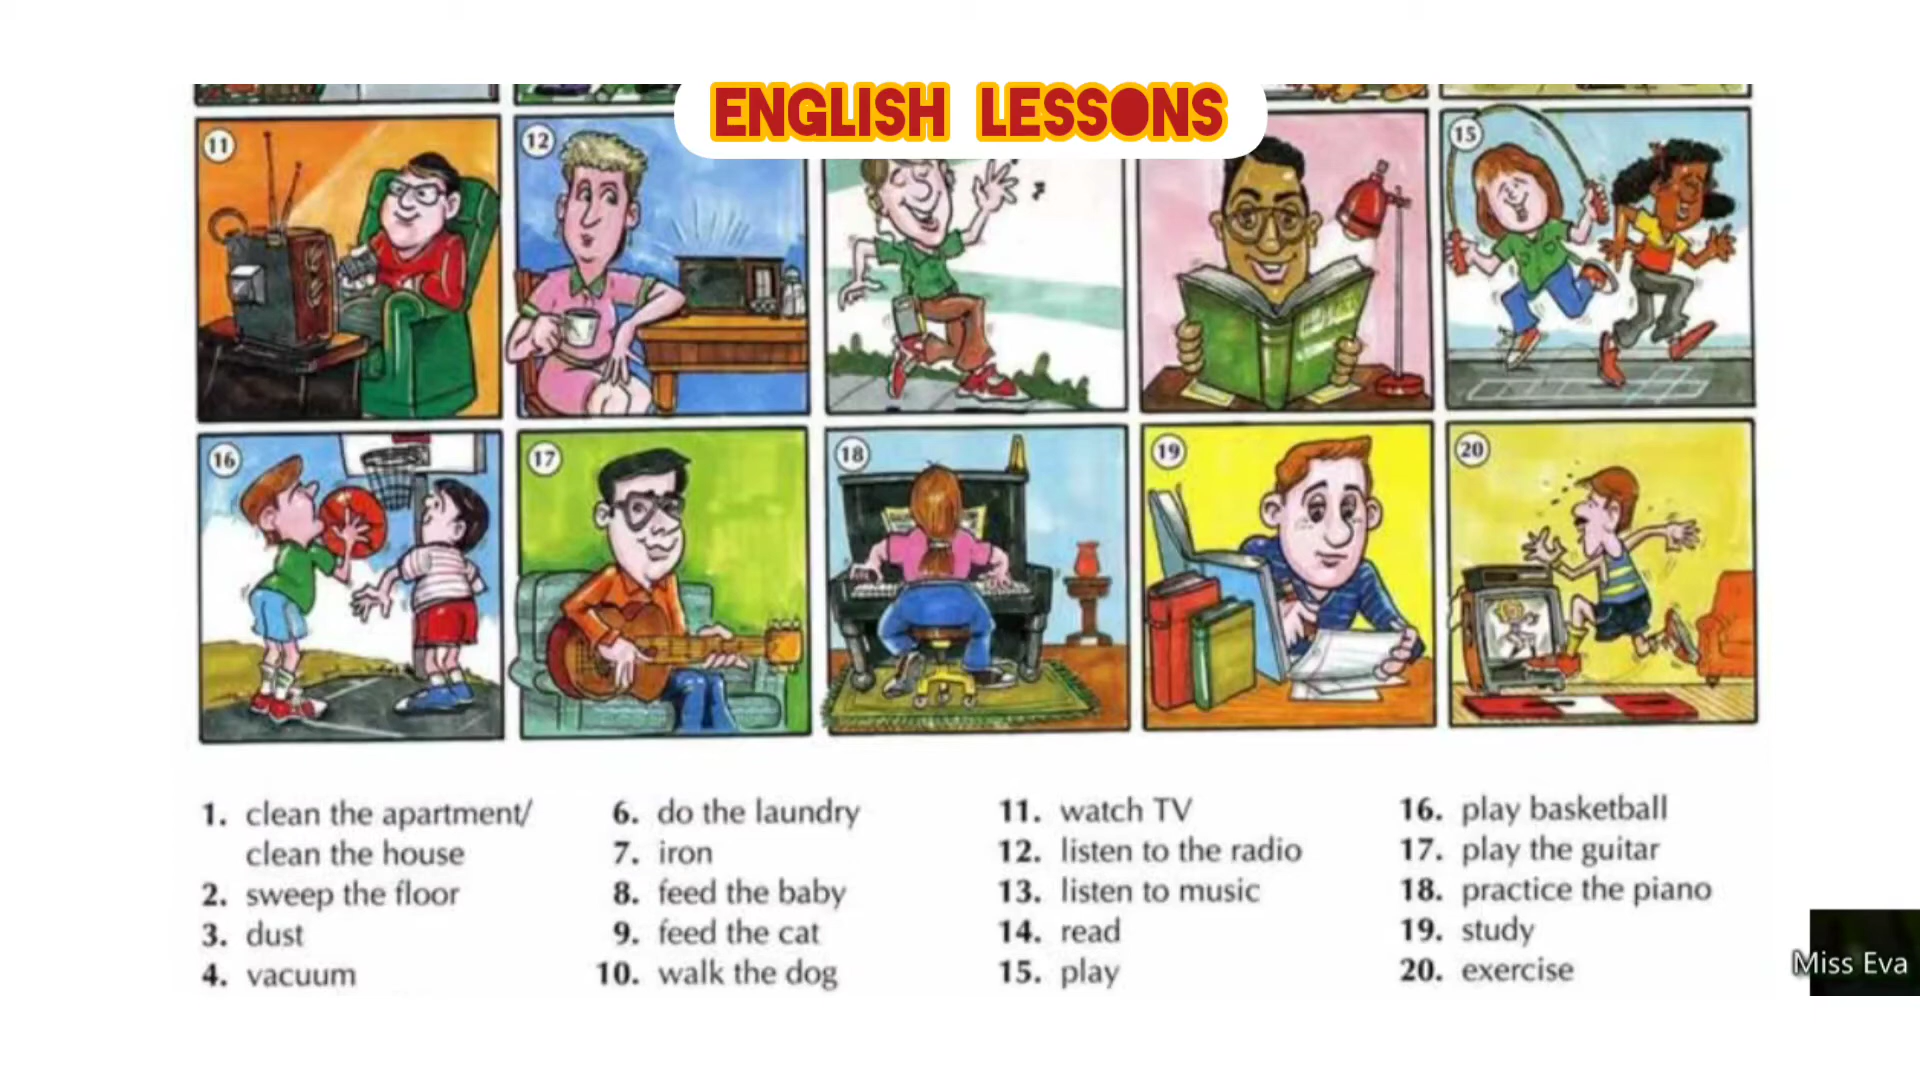 ENGLISH LESSONS
11
12
15
16
17
18
19
20
1. clean the apartment/
clean the house
2. sweep the floor
3. dust
4. vacuum
6. do the laundry
7. iron
8. feed the baby
9. feed the cat
10. walk the dog
11. watch TV
12. listen to the radio
13. listen to music
14. read
15. play
16. play basketball
17. play the guitar
18. practice the piano
19. study
20. exercise
Miss Eva